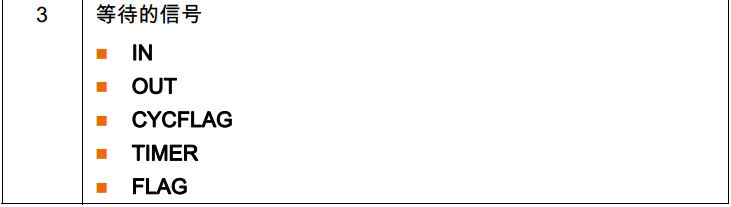 3 等待的信号
IN
OUT
CYCFLAG
TIMER
FLAG